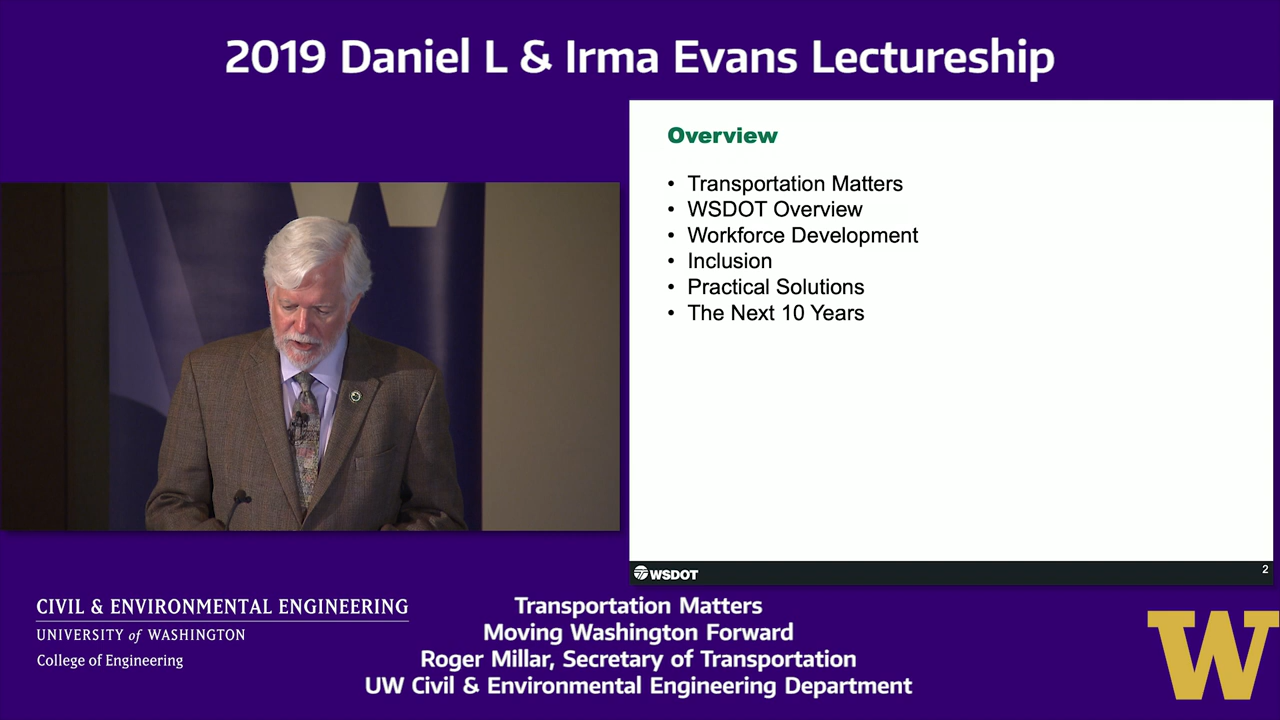 2019 Daniel L & Irma Evans Lectureship
Overview
• Transportation Matters
• WSDOT Overview
• Workforce Development
• Inclusion
• Practical Solutions
• The Next 10 Years
WSDOT
2
CIVIL & ENVIRONMENTAL ENGINEERING
UNIVERSITY of WASHINGTON
College of Engineering
Transportation Matters
Moving Washington Forward
Roger Millar, Secretary of Transportation
UW Civil & Environmental Engineering Department
W